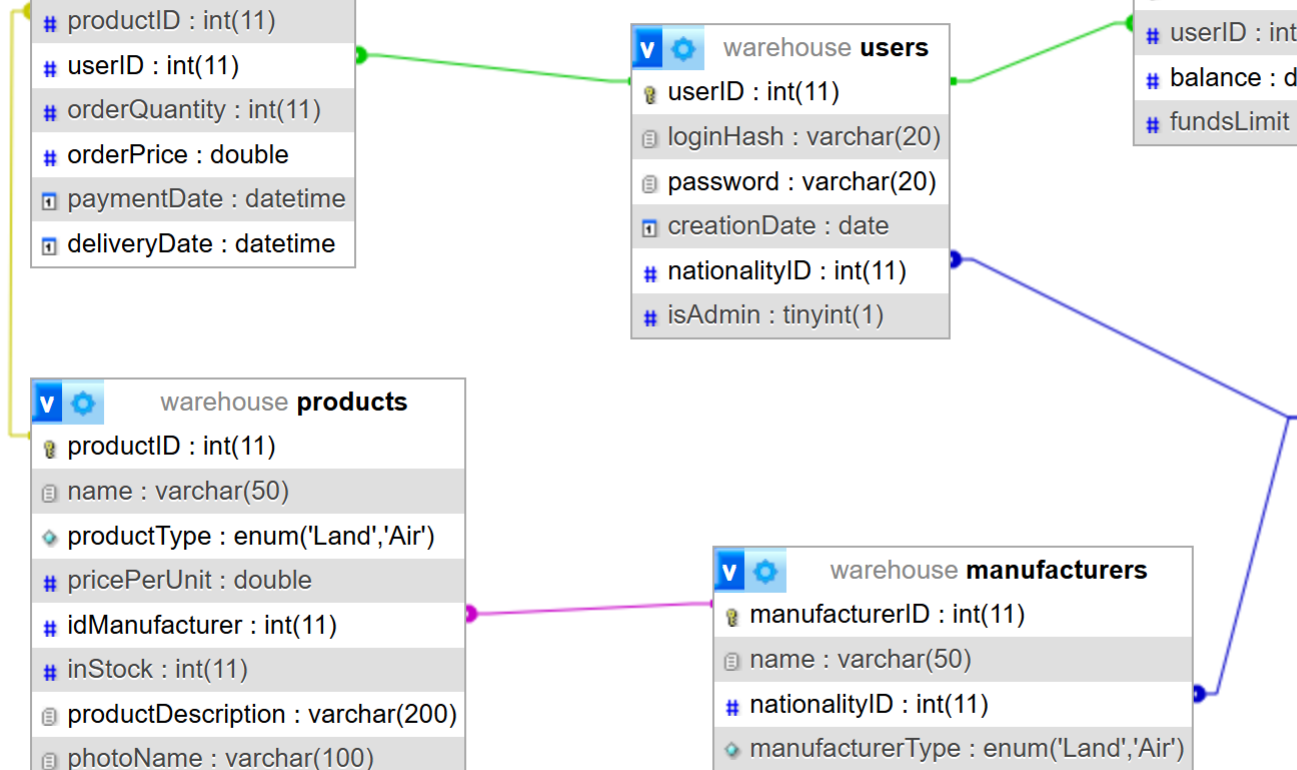 productID : int(11)
userID : int(11)
orderQuantity : int(11)
orderPrice : double
paymentDate : datetime
deliveryDate : datetime
v warehouse users
userID : int(11)
loginHash : varchar(20)
password : varchar(20)
creationDate : date
nationalityID : int(11)
isAdmin : tinyint(1)
userID : int
balance : d
fundsLimit
v warehouse products
productID : int(11)
name : varchar(50)
productType : enum('Land','Air')
pricePerUnit : double
idManufacturer : int(11)
inStock : int(11)
productDescription : varchar(200)
photoName : varchar(100)
v warehouse manufacturers
manufacturerID : int(11)
name : varchar(50)
nationalityID : int(11)
manufacturerType : enum('Land','Air')